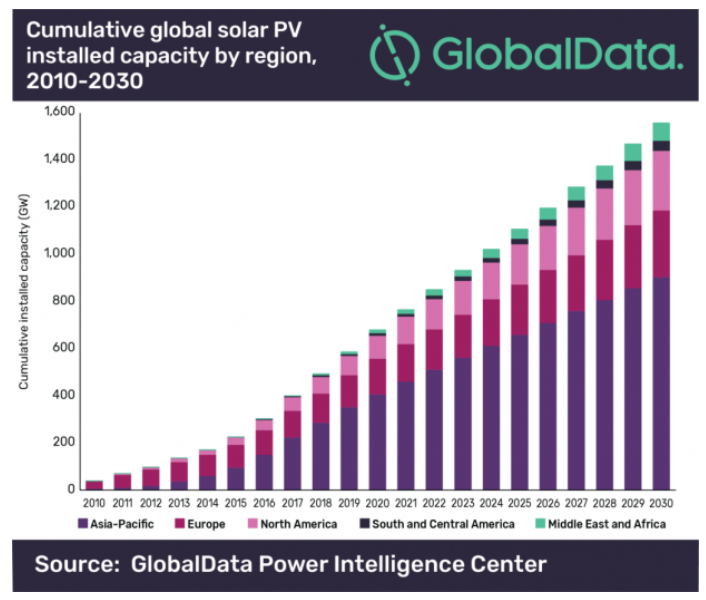 Cumulative global solar PV
installed capacity by region,
2010-2030
GlobalData.
Cumulative installed capacity (GW)
1,600
1,400
1,200
1,000
800
600
400
200
0
2010 2011 2012 2013 2014 2015 2016 2017 2018 2019 2020 2021 2022 2023 2024 2025 2026 2027 2028 2029 2030
Asia-Pacific Europe North America South and Central America Middle East and Africa
Source: GlobalData Power Intelligence Center